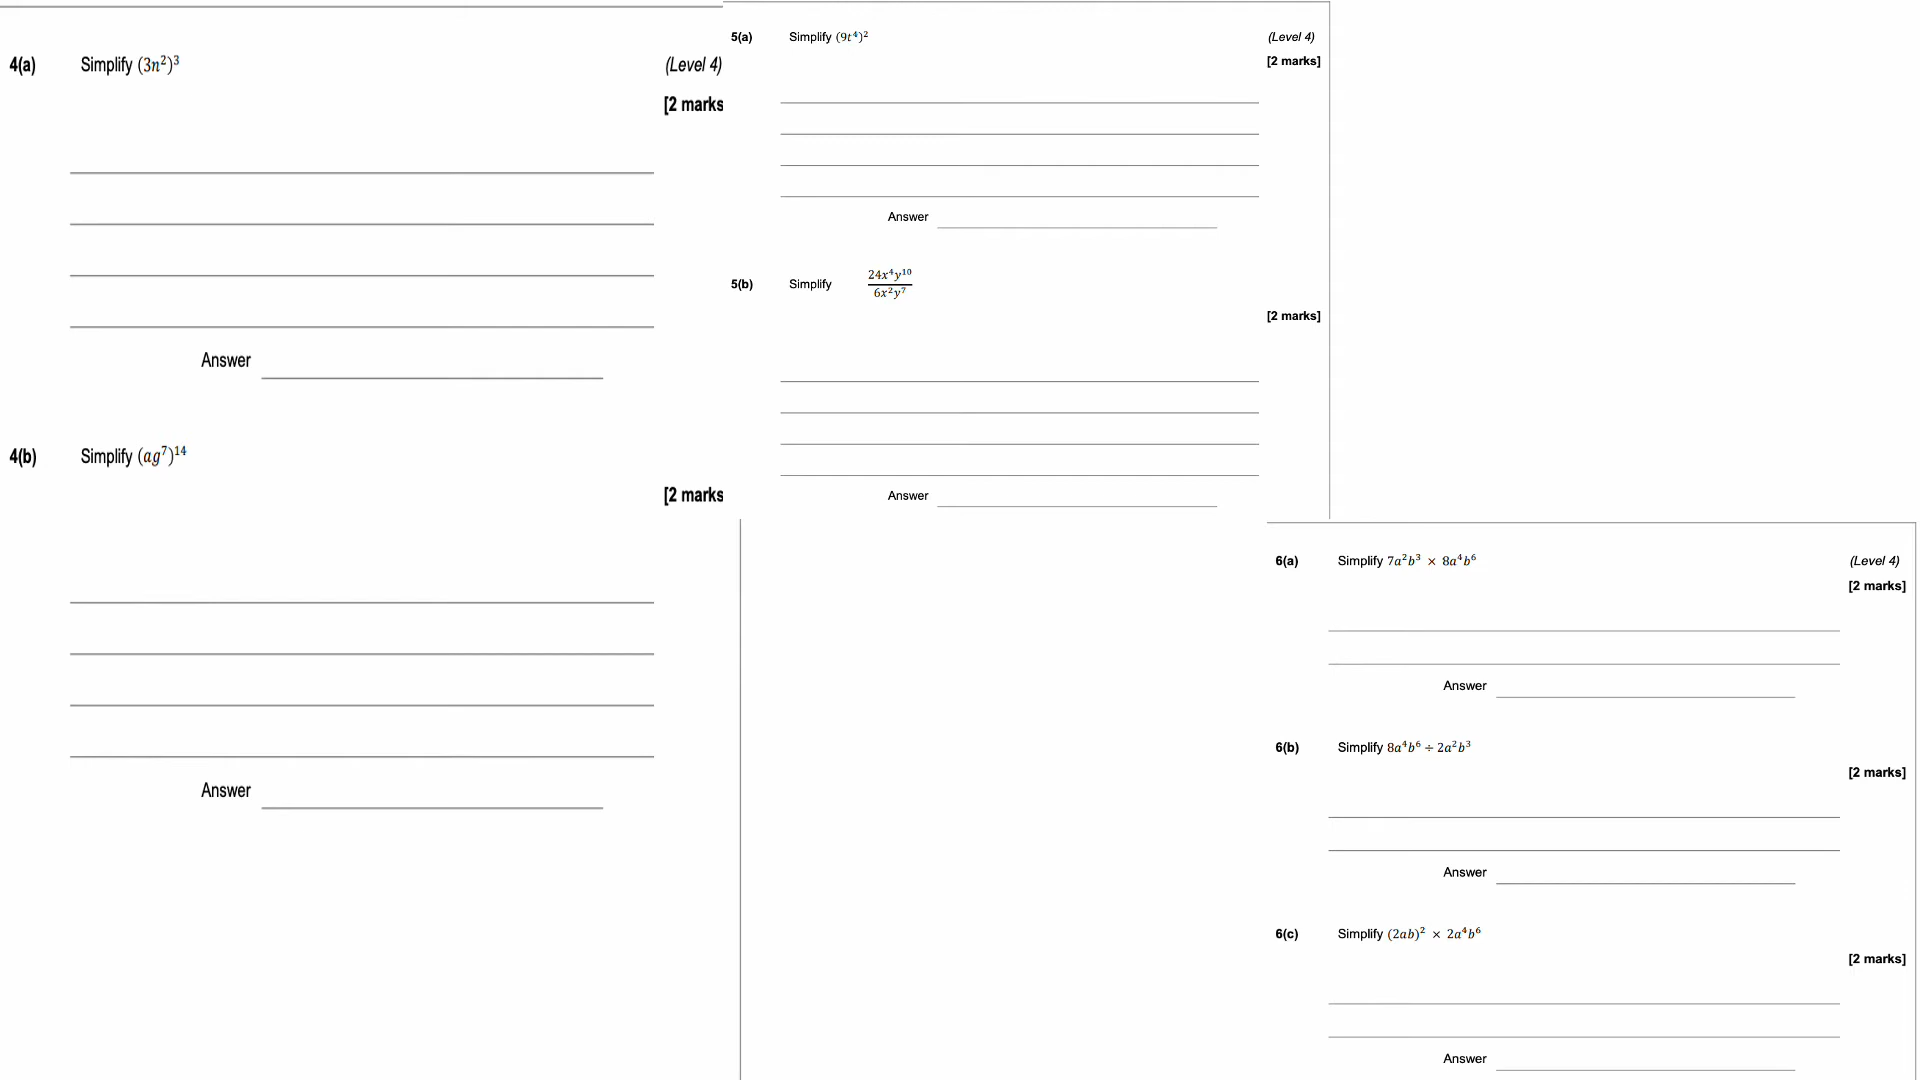 4(a) Simplify (3n²)³ (Level 4)
[2 marks
Answer
4(b) Simplify (ag⁷)¹⁴
[2 marks
Answer
5(a) Simplify (9t⁴)² (Level 4)
[2 marks]
Answer
5(b) Simplify 24x⁴y¹⁰ / 6x²y⁷
[2 marks]
Answer
6(a) Simplify 7a²b³ × 8a⁴b⁶ (Level 4)
[2 marks]
Answer
6(b) Simplify 8a⁴b⁶ ÷ 2a²b³
[2 marks]
Answer
6(c) Simplify (2ab)² × 2a⁴b⁶
[2 marks]
Answer